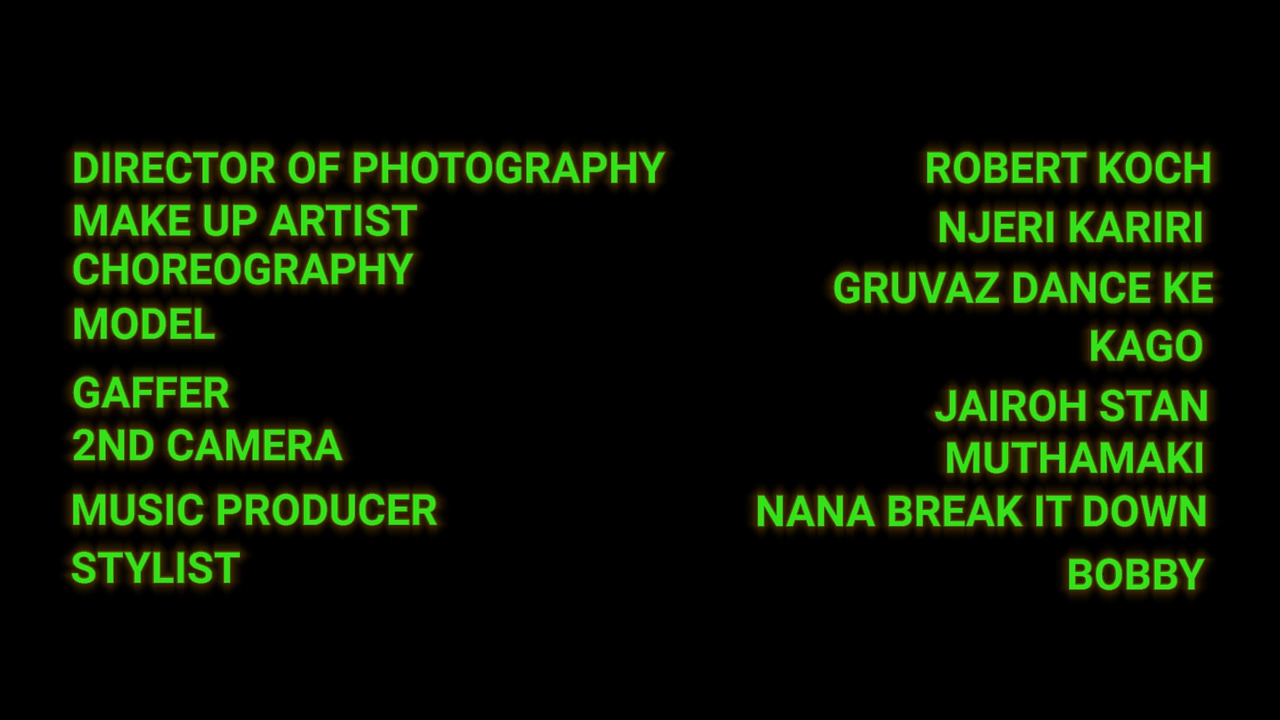 DIRECTOR OF PHOTOGRAPHY ROBERT KOCH
MAKE UP ARTIST NJERI KARIRI
CHOREOGRAPHY GRUVAZ DANCE KE
MODEL KAGO
GAFFER JAIROH STAN
2ND CAMERA MUTHAMAKI
MUSIC PRODUCER NANA BREAK IT DOWN
STYLIST BOBBY